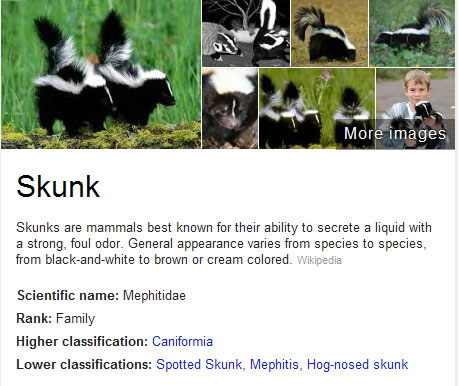 More images
Skunk
Skunks are mammals best known for their ability to secrete a liquid with
a strong, foul odor. General appearance varies from species to species,
from black-and-white to brown or cream colored. Wikipedia
Scientific name: Mephitidae
Rank: Family
Higher classification: Caniformia
Lower classifications: Spotted Skunk, Mephitis, Hog-nosed skunk